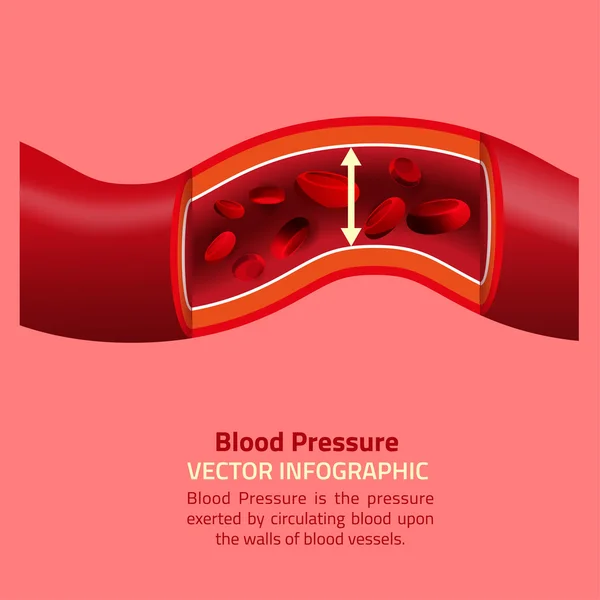 Blood Pressure
VECTOR INFOGRAPHIC
Blood Pressure is the pressure
exerted by circulating blood upon
the walls of blood vessels.